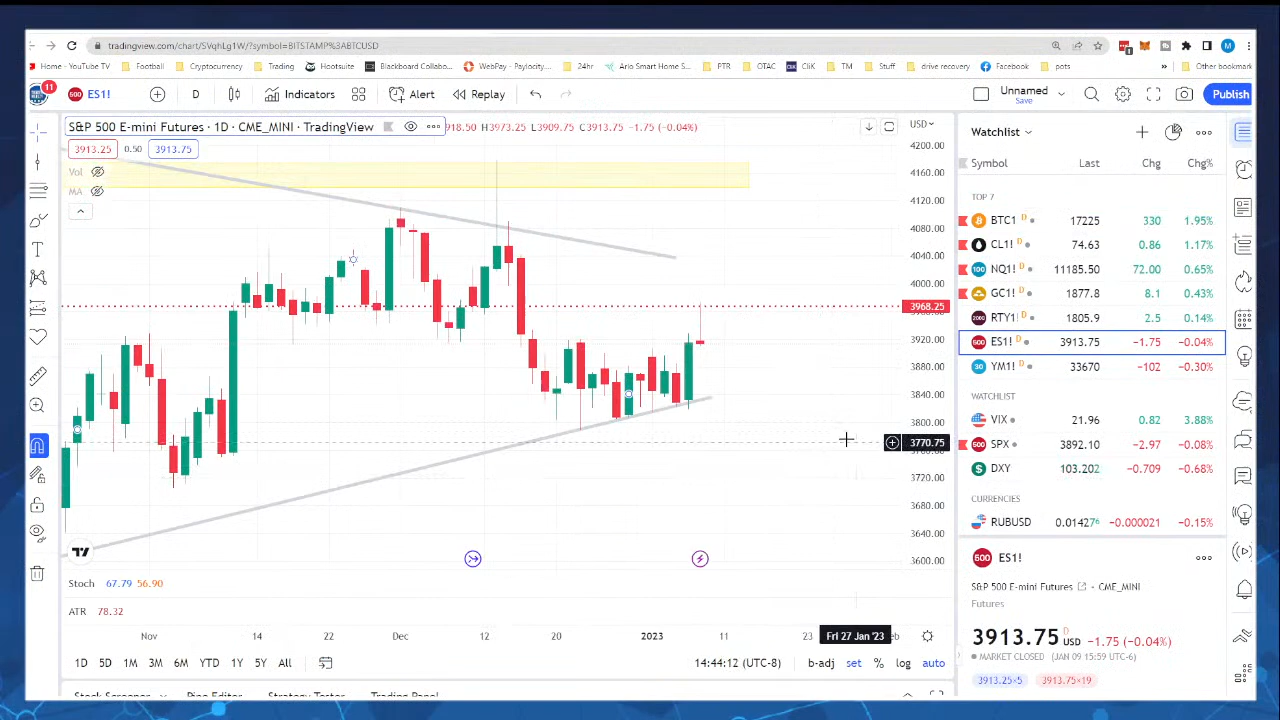 tradingview.com/chart/SVqhLg1W/?symbol=BITSTAMP%3ABTCUSD
1 M
Home - YouTube TV Football Cryptocurrency Trading Hootsuite Blackboard Collabo... WebPay - Paylocity... 24hr Arlo Smart Home S... PTR OTAC CliK TM Stuff drive recovery Facebook pots » Other bookmark
11 500 ES1! D Indicators Alert Replay Unnamed Save Publish
S&P 500 E-mini Futures · 1D · CME_MINI · TradingView H3973.25 C3913.75 -1.75 (-0.04%) USD
3913.25 0.50 3913.75
Vol
MA
4200.00
4160.00
4120.00
4080.00
4040.00
4000.00
3968.25
3920.00
3880.00
3840.00
3800.00
3770.75
3720.00
3680.00
3640.00
3600.00
Stoch 67.79 56.90
ATR 78.32
Nov 14 22 Dec 12 20 2023 11 23 Fri 27 Jan '23
1D 5D 1M 3M 6M YTD 1Y 5Y All 14:44:12 (UTC-8) b-adj set % log auto
Stock Screener Pine Editor Strategy Tester Trading Panel
Watchlist
Symbol Last Chg Chg%
TOP 7
BTC1 D 17225 330 1.95%
CL1! D 74.63 0.86 1.17%
100 NQ1! D 11185.50 72.00 0.65%
GC1! D 1877.8 8.1 0.43%
2000 RTY1! D 1805.9 2.5 0.14%
500 ES1! D 3913.75 -1.75 -0.04%
30 YM1! D 33670 -102 -0.30%
WATCHLIST
VIX 21.96 0.82 3.88%
500 SPX 3892.10 -2.97 -0.08%
$ DXY 103.202 -0.709 -0.68%
CURRENCIES
RUBUSD 0.014276 -0.000021 -0.15%
500 ES1!
S&P 500 E-mini Futures · CME_MINI
Futures
3913.75 D USD -1.75 (-0.04%)
MARKET CLOSED (JAN 09 15:59 UTC-6)
3913.25×5 3913.75×19